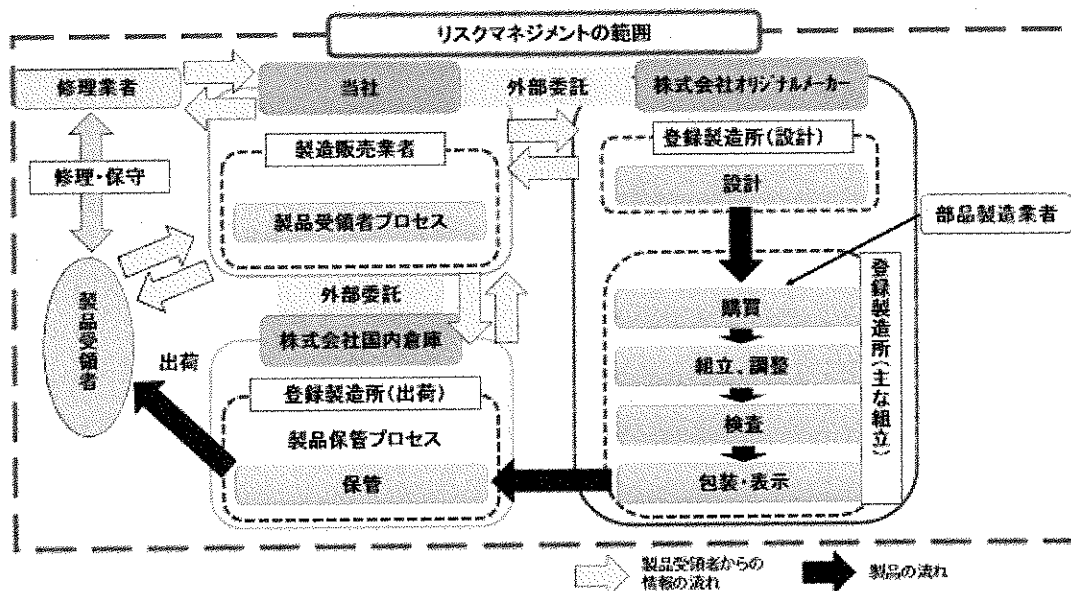 リスクマネジメントの範囲
修理業者
当社
外部委託
株式会社オリジナルメーカー
製造販売業者
登録製造所(設計)
修理・保守
設計
製品受領者プロセス
部品製造業者
外部委託
登録製造所(主な組立)
購買
製品受領者
株式会社国内倉庫
出荷
組立、調整
登録製造所(出荷)
検査
製品保管プロセス
保管
包装・表示
製品受領者からの
情報の流れ
製品の流れ